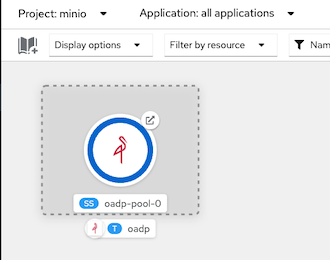 Project: minio
Application: all applications
Display options
Filter by resource
Nam
SS oadp-pool-0
T oadp